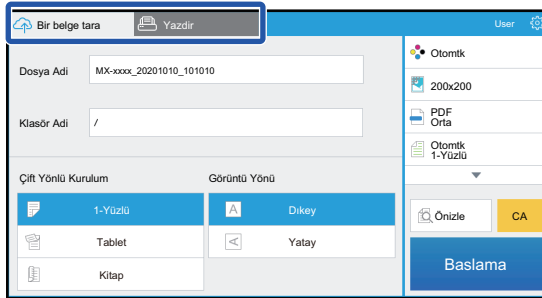 Bir belge tara
Yazdir
User
Dosya Adi
MX-xxxx_20201010_101010
Klasör Adi
/
Çift Yönlü Kurulum
Görüntü Yönü
1-Yüzlü
Tablet
Kitap
A
Dıkey
A
Yatay
Otomtk
200x200
PDF
Orta
Otomtk
1-Yüzlü
Önizle
CA
Baslama